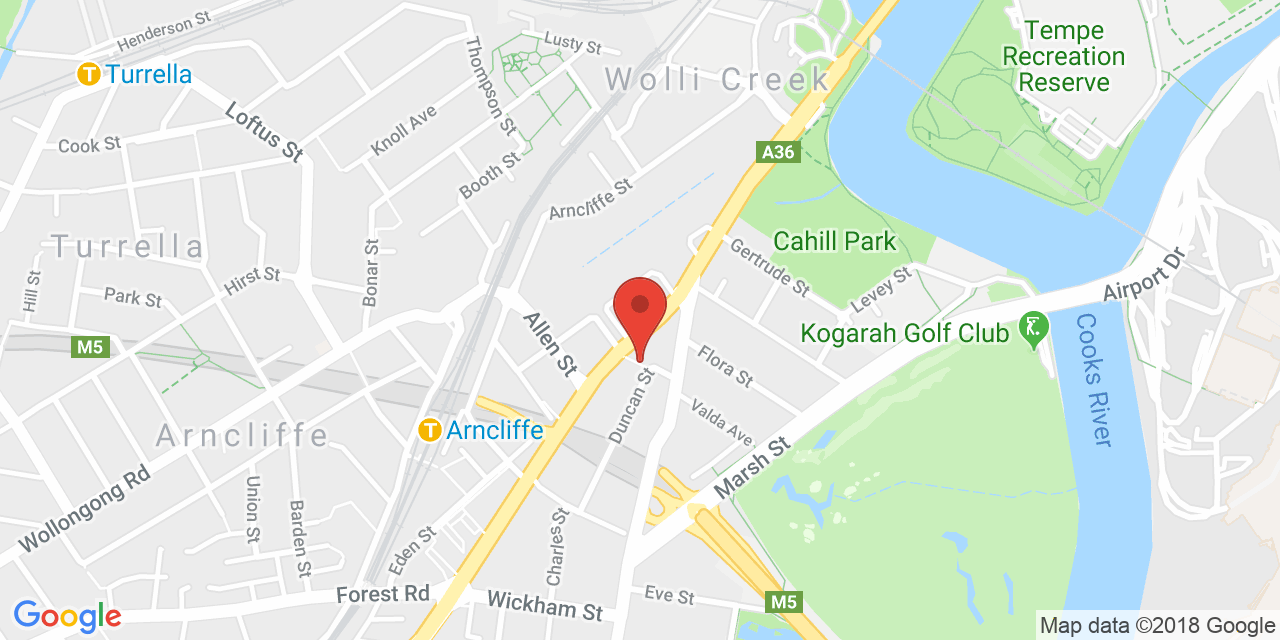 Henderson St
Lusty St
Tempe
Recreation
Reserve
T Turrella
Thompson St
Wolli Creek
Loftus St
Knoll Ave
Cook St
A36
Booth St
Arncliffe St
Turrella
Cahill Park
Gertrude St
Levey St
Airport Dr
Hill St
Park St
Hirst St
Bonar St
M5
Allen St
Kogarah Golf Club
Flora St
Cooks River
Duncan St
Valda Ave
Arncliffe
T Arncliffe
Marsh St
Wollongong Rd
Union St
Barden St
Eden St
Charles St
Forest Rd
Wickham St
Eve St
M5
Google
Map data ©2018 Google